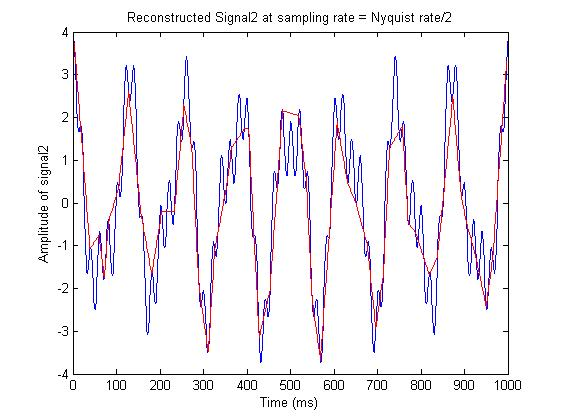 Reconstructed Signal2 at sampling rate = Nyquist rate/2
4
3
2
1
0
-1
-2
-3
-4
Amplitude of signal2
0 100 200 300 400 500 600 700 800 900 1000
Time (ms)